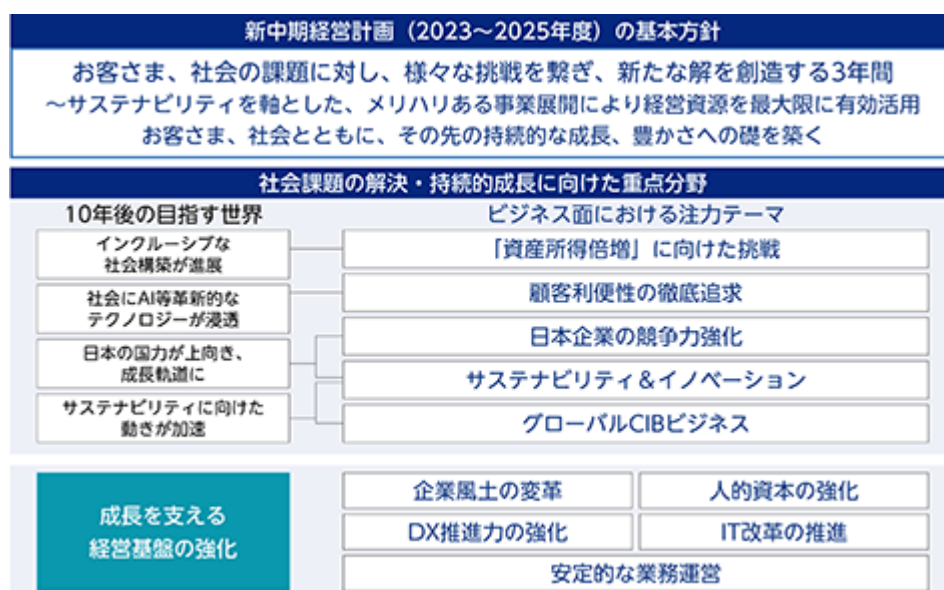 新中期経営計画（2023～2025年度）の基本方針
お客さま、社会の課題に対し、様々な挑戦を繋ぎ、新たな解を創造する3年間
～サステナビリティを軸とした、メリハリある事業展開により経営資源を最大限に有効活用
お客さま、社会とともに、その先の持続的な成長、豊かさへの礎を築く
社会課題の解決・持続的成長に向けた重点分野
10年後の目指す世界
インクルーシブな
社会構築が進展
社会にAI等革新的な
テクノロジーが浸透
日本の国力が上向き、
成長軌道に
サステナビリティに向けた
動きが加速
ビジネス面における注力テーマ
「資産所得倍増」に向けた挑戦
顧客利便性の徹底追求
日本企業の競争力強化
サステナビリティ＆イノベーション
グローバルCIBビジネス
成長を支える
経営基盤の強化
企業風土の変革
人的資本の強化
DX推進力の強化
IT改革の推進
安定的な業務運営